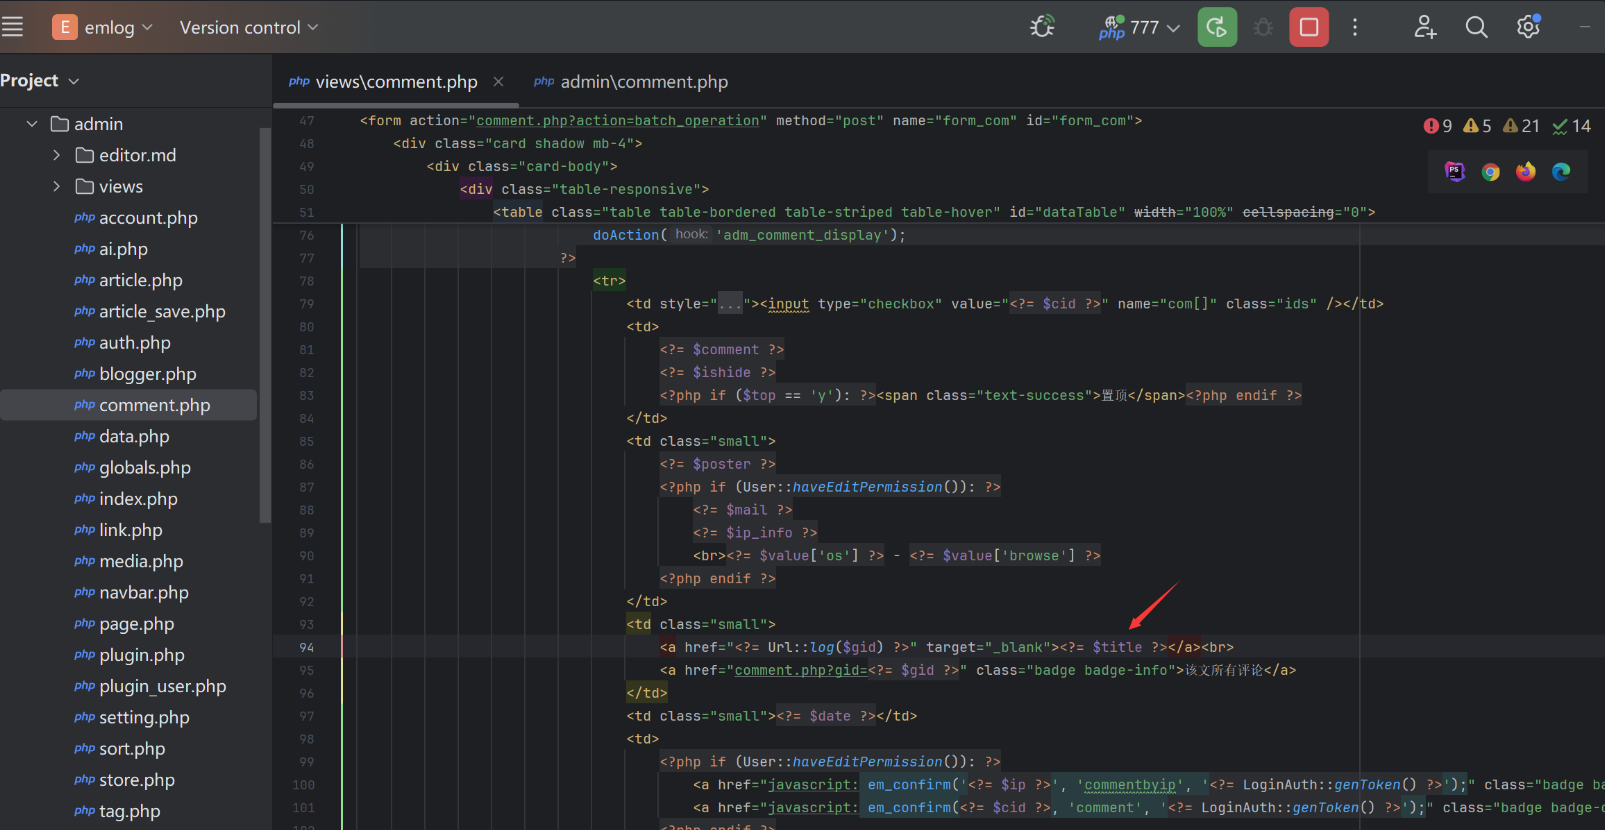 E emlog Version control php 777
Project
views\comment.php
admin\comment.php
admin
editor.md
views
php account.php
php ai.php
php article.php
php article_save.php
php auth.php
php blogger.php
php comment.php
php data.php
php globals.php
php index.php
php link.php
php media.php
php navbar.php
php page.php
php plugin.php
php plugin_user.php
php setting.php
php sort.php
php store.php
php tag.php
9 5 21 14
47 <form action="comment.php?action=batch_operation" method="post" name="form_com" id="form_com">
48 <div class="card shadow mb-4">
49 <div class="card-body">
50 <div class="table-responsive">
51 <table class="table table-bordered table-striped table-hover" id="dataTable" width="100%" cellspacing="0">
76 doAction( hook: 'adm_comment_display');
77 ?>
78 <tr>
79 <td style="..."><input type="checkbox" value="<?= $cid ?>" name="com[]" class="ids" /></td>
80 <td>
81 <?= $comment ?>
82 <?= $ishide ?>
83 <?php if ($top == 'y'): ?><span class="text-success">置顶</span><?php endif ?>
84 </td>
85 <td class="small">
86 <?= $poster ?>
87 <?php if (User::haveEditPermission()): ?>
88 <?= $mail ?>
89 <?= $ip_info ?>
90 <br><?= $value['os'] ?> - <?= $value['browse'] ?>
91 <?php endif ?>
92 </td>
93 <td class="small">
94 <a href="<?= Url::log($gid) ?>" target="_blank"><?= $title ?></a><br>
95 <a href="comment.php?gid=<?= $gid ?>" class="badge badge-info">该文所有评论</a>
96 </td>
97 <td class="small"><?= $date ?></td>
98 <td>
99 <?php if (User::haveEditPermission()): ?>
100 <a href="javascript: em_confirm('<?= $ip ?>', 'commentbyip', '<?= LoginAuth::genToken() ?>');" class="badge ba
101 <a href="javascript: em_confirm(<?= $cid ?>, 'comment', '<?= LoginAuth::genToken() ?>');" class="badge badge-
<?php endif ?>